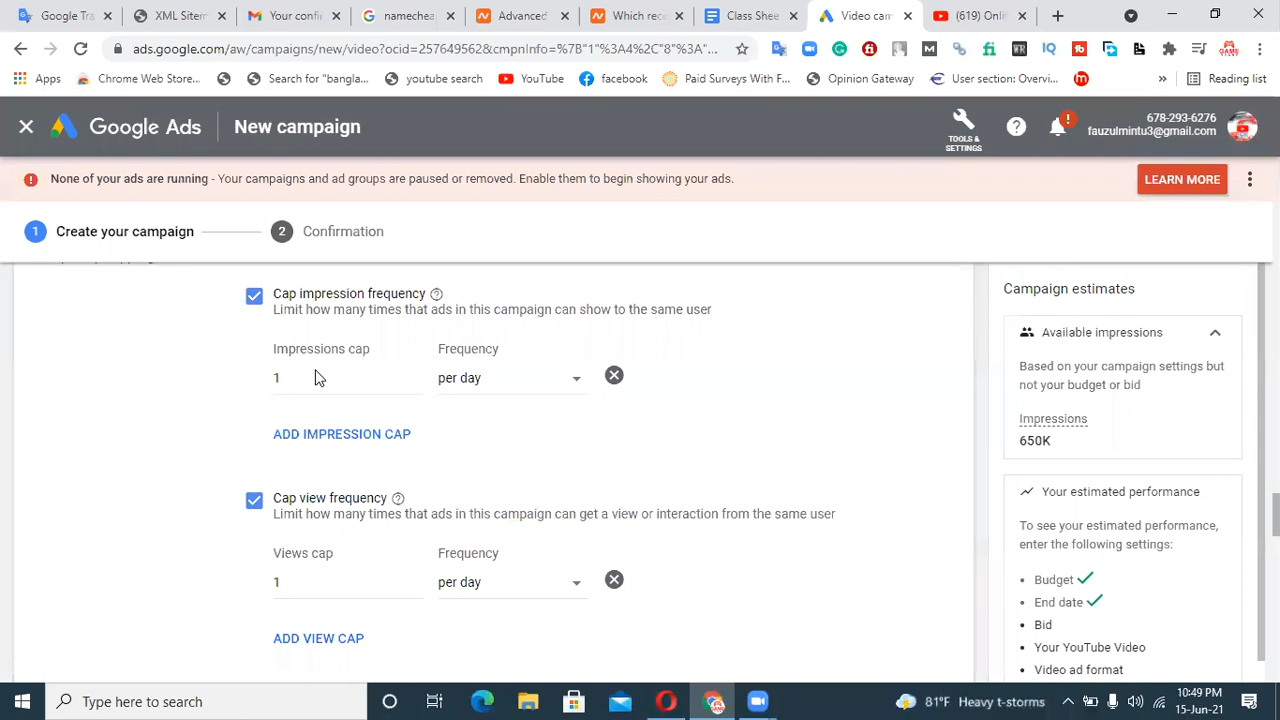 Google Tra
XML Sitem
Your confi
namechea
Advanced
Which rece
Class Shee
Video cam
(619) Onli
ads.google.com/aw/campaigns/new/video?ocid=257649562&cmpnInfo=%7B"1"%3A4%2C"8"%3A"...
Apps
Chrome Web Store...
Search for "bangla...
youtube search
YouTube
facebook
Paid Surveys With F...
Opinion Gateway
User section: Overvi...
»
Reading list
Google Ads
New campaign
TOOLS & SETTINGS
678-293-6276
fauzulmintu3@gmail.com
None of your ads are running - Your campaigns and ad groups are paused or removed. Enable them to begin showing your ads.
LEARN MORE
1 Create your campaign
2 Confirmation
Cap impression frequency
Limit how many times that ads in this campaign can show to the same user
Impressions cap
Frequency
1
per day
ADD IMPRESSION CAP
Cap view frequency
Limit how many times that ads in this campaign can get a view or interaction from the same user
Views cap
Frequency
1
per day
ADD VIEW CAP
Campaign estimates
Available impressions
Based on your campaign settings but
not your budget or bid
Impressions
650K
Your estimated performance
To see your estimated performance,
enter the following settings:
• Budget
• End date
• Bid
• Your YouTube Video
• Video ad format
Type here to search
81°F Heavy t-storms
10:49 PM
15-Jun-21